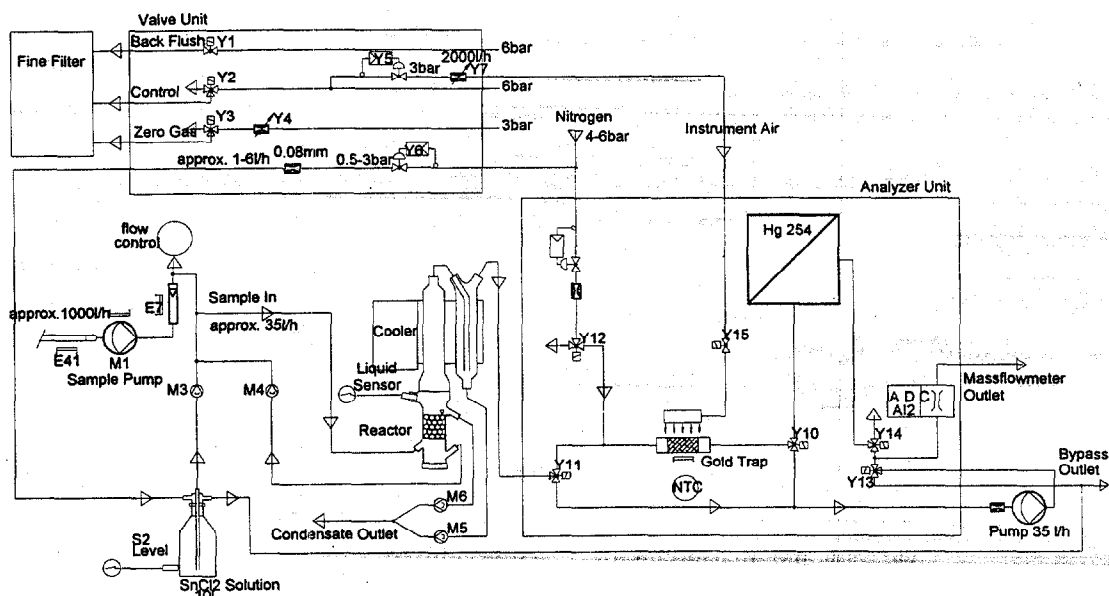 Valve Unit
Back Flush
Y1
6bar
Fine Filter
Y5
3bar
2000l/h
Y7
Y2
Control
6bar
Y3
Zero Gas
Y4
3bar
Nitrogen
4-6bar
Instrument Air
approx. 1-6l/h
0.08mm
0.5-3bar
Y6
Analyzer Unit
Hg 254
flow
control
approx.1000l/h
E41
M1
Sample Pump
Sample In
approx. 35l/h
Cooler
Y12
Y15
Liquid
Sensor
M3
M4
Reactor
Massflowmeter
Outlet
A D C
AI2
Y14
Y10
Y11
Gold Trap
NTC
Y13
Bypass
Outlet
Pump 35 l/h
M6
M5
Condensate Outlet
S2
Level
SnCl2 Solution